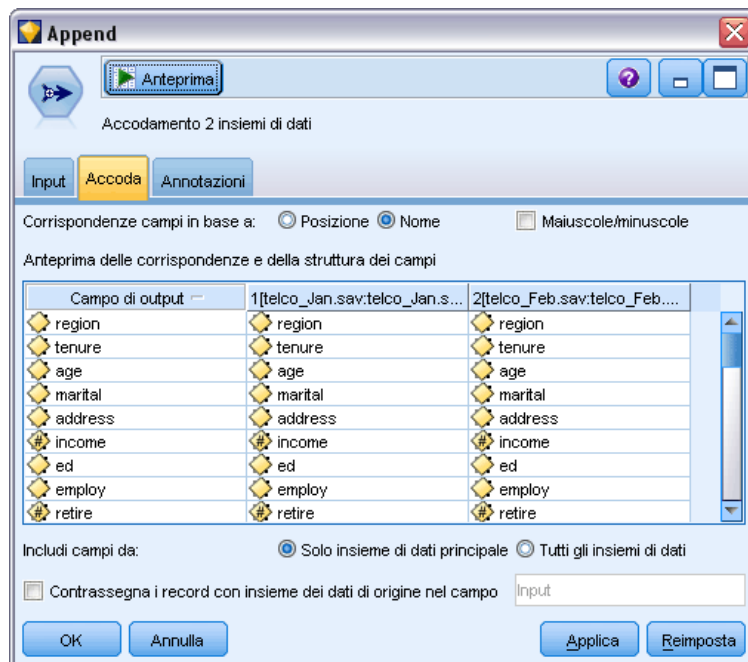 Append
Anteprima
Accodamento 2 insiemi di dati
Input Accoda Annotazioni
Corrispondenze campi in base a: Posizione Nome Maiuscole/minuscole
Anteprima delle corrispondenze e della struttura dei campi
Campo di output 1[telco_Jan.sav:telco_Jan.s... 2[telco_Feb.sav:telco_Feb....
region region region
tenure tenure tenure
age age age
marital marital marital
address address address
income income income
ed ed ed
employ employ employ
retire retire retire
Includi campi da: Solo insieme di dati principale Tutti gli insiemi di dati
Contrassegna i record con insieme dei dati di origine nel campo Input
OK Annulla Applica Reimposta